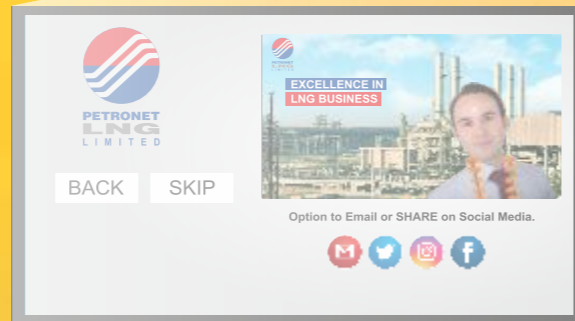 PETRONET
LNG
LIMITED
BACK SKIP
EXCELLENCE IN
LNG BUSINESS
Option to Email or SHARE on Social Media.